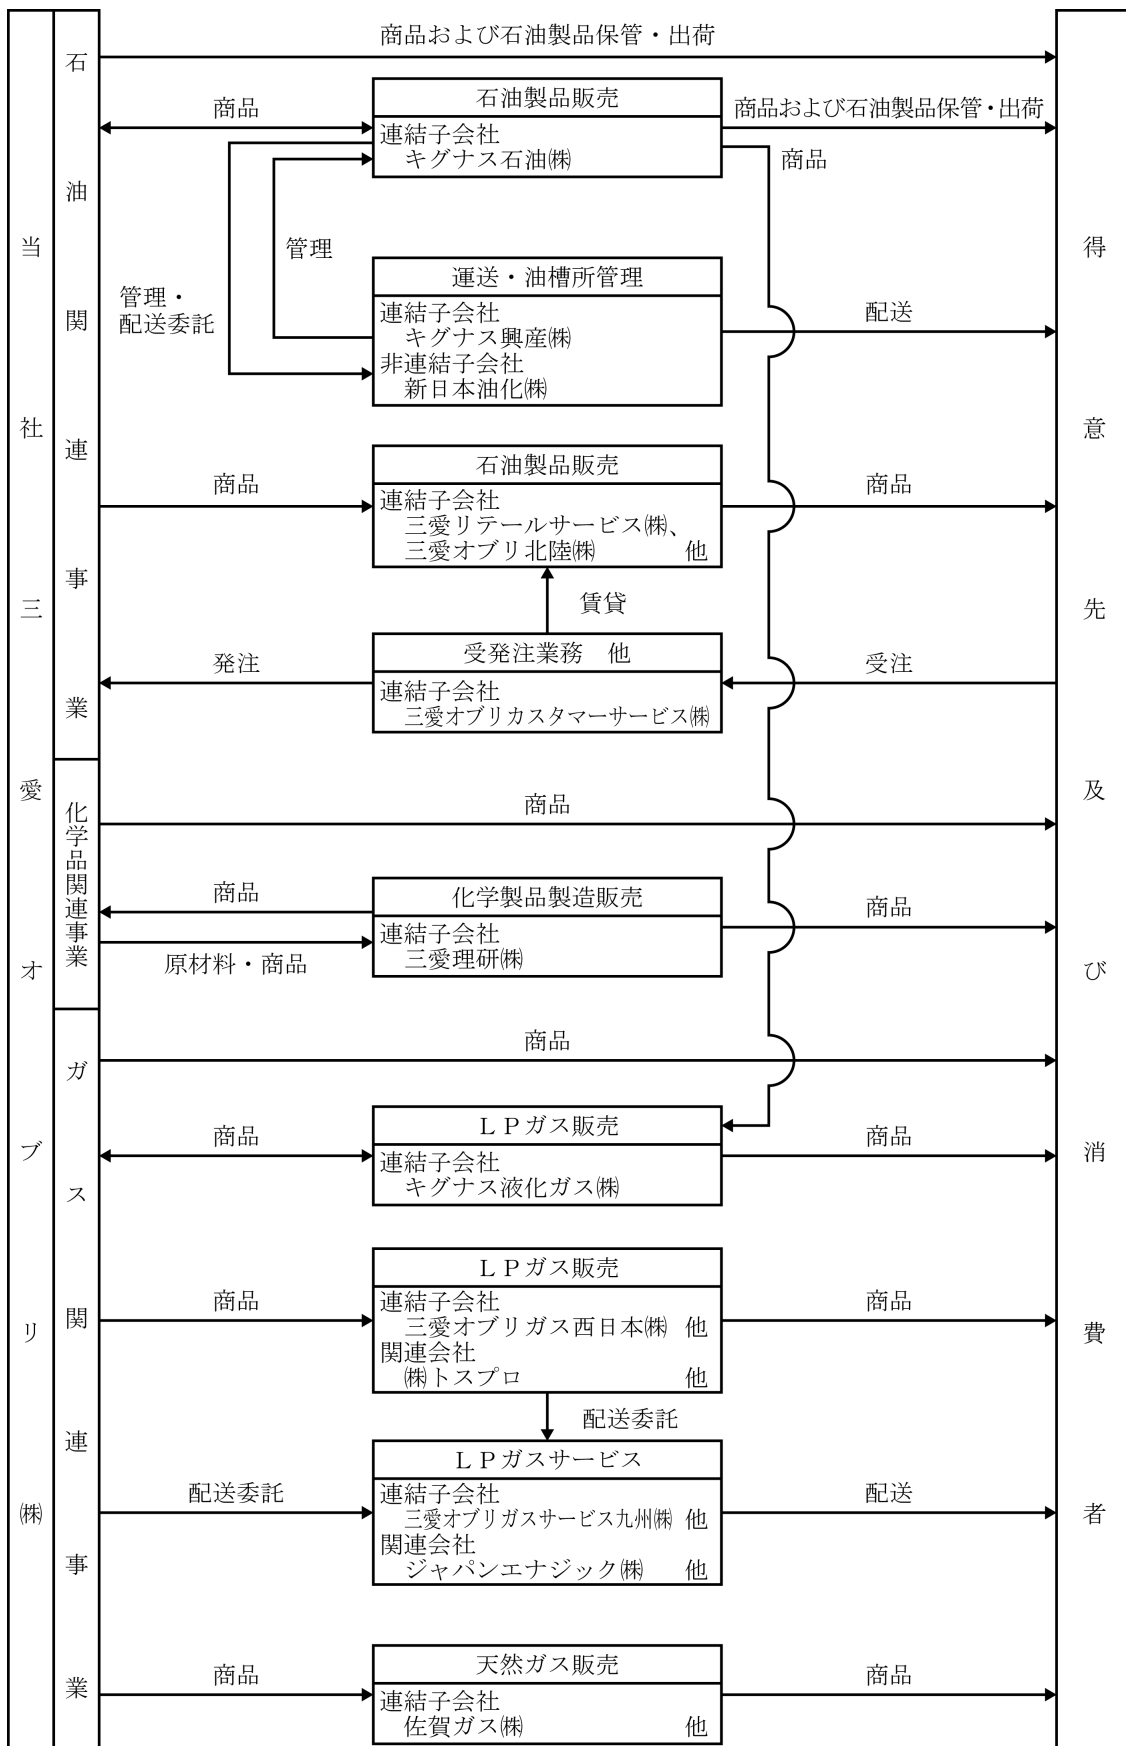 当社三愛オブリ㈱
石油関連事業
化学品関連事業
ガス関連事業
得意先及び消費者
商品および石油製品保管・出荷
商品
石油製品販売
連結子会社
キグナス石油㈱
商品および石油製品保管・出荷
商品
管理
管理・
配送委託
運送・油槽所管理
連結子会社
キグナス興産㈱
非連結子会社
新日本油化㈱
配送
商品
石油製品販売
連結子会社
三愛リテールサービス㈱、
三愛オブリ北陸㈱ 他
商品
賃貸
発注
受発注業務 他
連結子会社
三愛オブリカスタマーサービス㈱
受注
商品
商品
原材料・商品
化学製品製造販売
連結子会社
三愛理研㈱
商品
商品
商品
ＬＰガス販売
連結子会社
キグナス液化ガス㈱
商品
商品
ＬＰガス販売
連結子会社
三愛オブリガス西日本㈱ 他
関連会社
㈱トスプロ 他
商品
配送委託
配送委託
ＬＰガスサービス
連結子会社
三愛オブリガスサービス九州㈱ 他
関連会社
ジャパンエナジック㈱ 他
配送
商品
天然ガス販売
連結子会社
佐賀ガス㈱ 他
商品